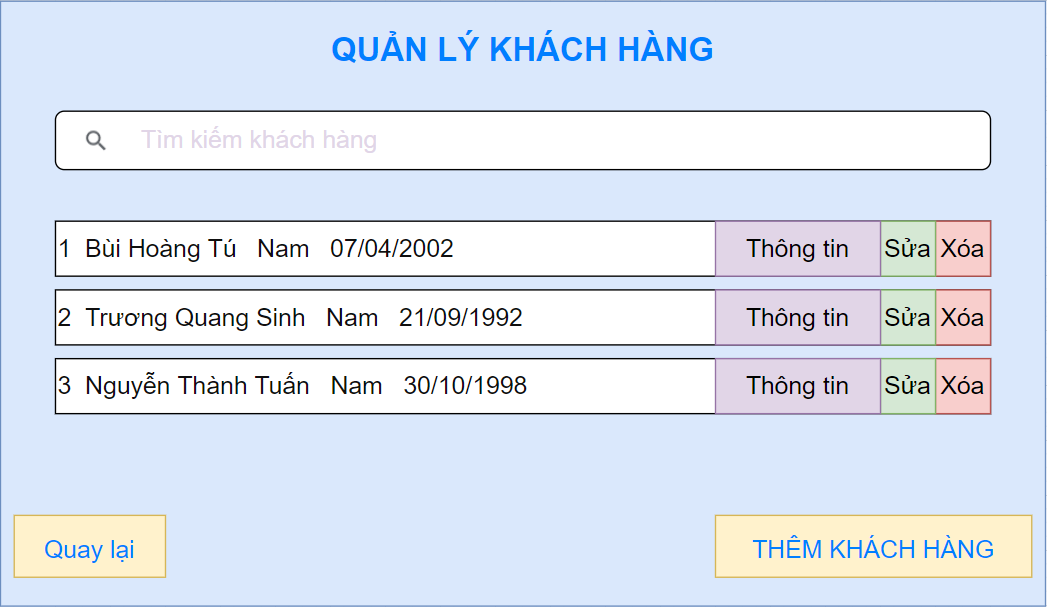 QUẢN LÝ KHÁCH HÀNG
Tìm kiếm khách hàng
1 Bùi Hoàng Tú Nam 07/04/2002 Thông tin Sửa Xóa
2 Trương Quang Sinh Nam 21/09/1992 Thông tin Sửa Xóa
3 Nguyễn Thành Tuấn Nam 30/10/1998 Thông tin Sửa Xóa
Quay lại THÊM KHÁCH HÀNG